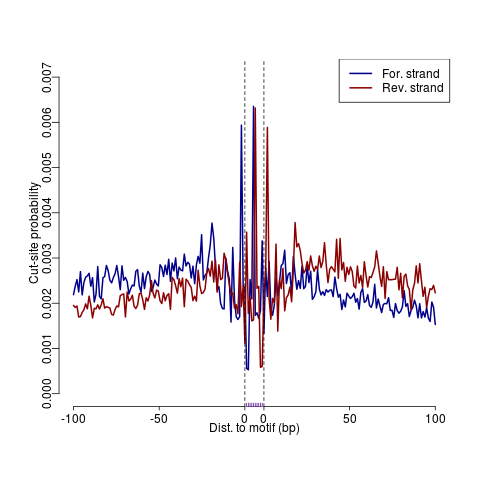 For. strand
Rev. strand
Cut-site probability
0.007
0.006
0.005
0.004
0.003
0.002
0.001
0.000
-100 -50 0 0 50 100
Dist. to motif (bp)